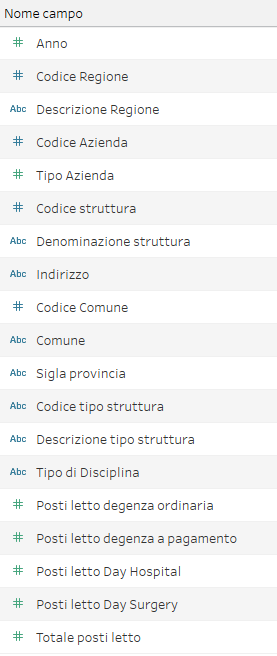 Nome campo
# Anno
# Codice Regione
Abc Descrizione Regione
# Codice Azienda
# Tipo Azienda
# Codice struttura
Abc Denominazione struttura
Abc Indirizzo
# Codice Comune
Abc Comune
Abc Sigla provincia
Abc Codice tipo struttura
Abc Descrizione tipo struttura
Abc Tipo di Disciplina
# Posti letto degenza ordinaria
# Posti letto degenza a pagamento
# Posti letto Day Hospital
# Posti letto Day Surgery
# Totale posti letto